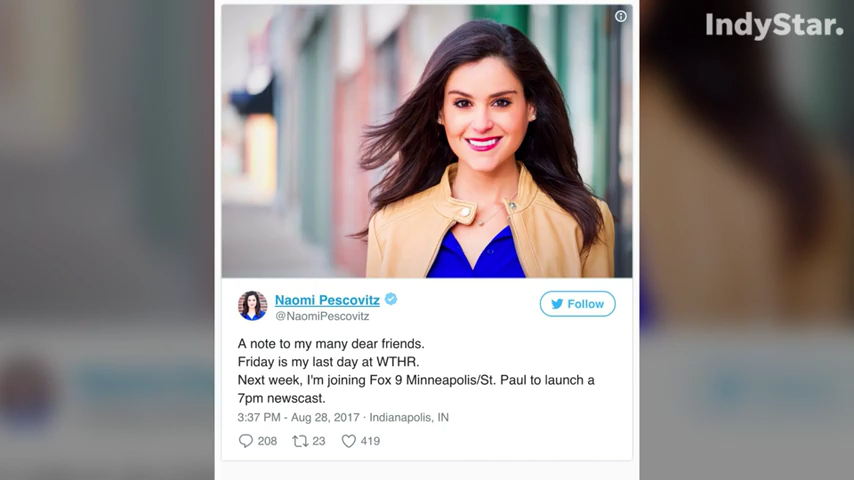 IndyStar.
Naomi Pescovitz
@NaomiPescovitz
Follow
A note to my many dear friends.
Friday is my last day at WTHR.
Next week, I'm joining Fox 9 Minneapolis/St. Paul to launch a
7pm newscast.
3:37 PM - Aug 28, 2017 · Indianapolis, IN
208 23 419